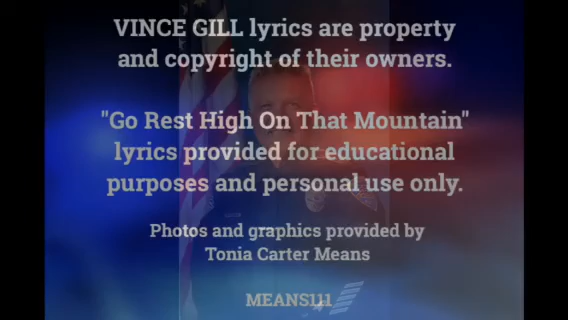 VINCE GILL lyrics are property
and copyright of their owners.
"Go Rest High On That Mountain"
lyrics provided for educational
purposes and personal use only.
Photos and graphics provided by
Tonia Carter Means
MEANS111